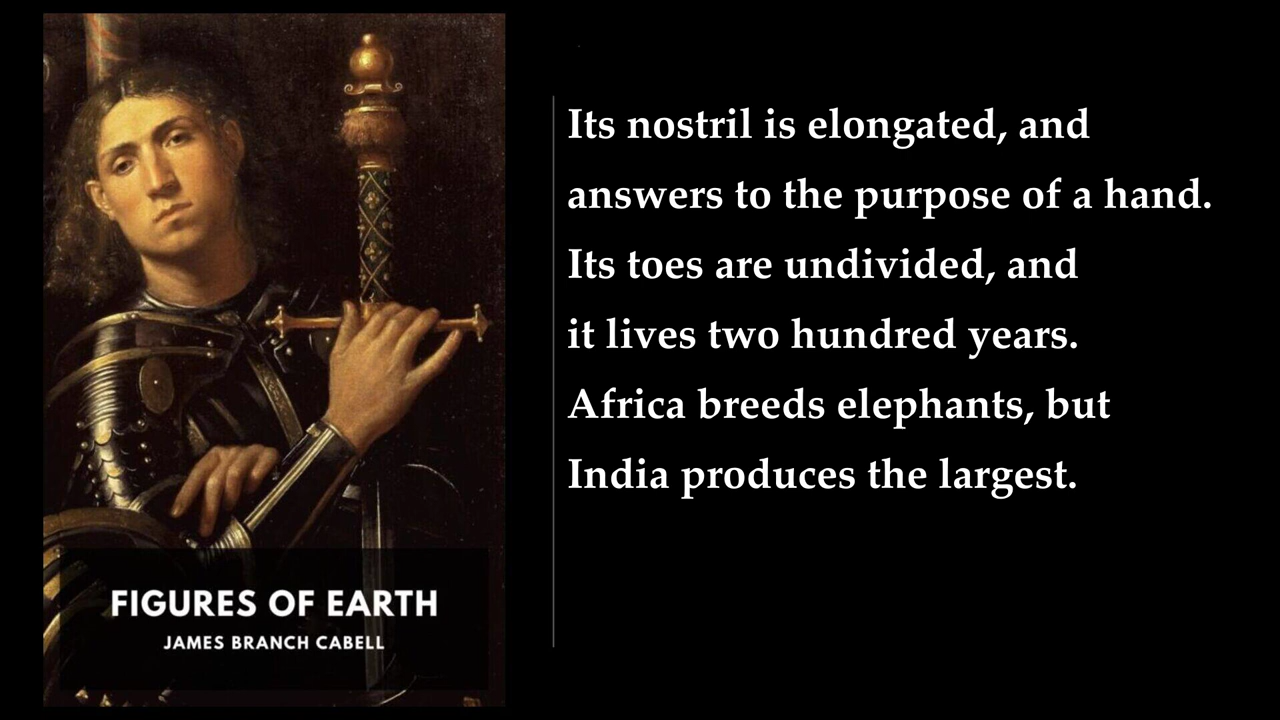 FIGURES OF EARTH
JAMES BRANCH CABELL
Its nostril is elongated, and
answers to the purpose of a hand.
Its toes are undivided, and
it lives two hundred years.
Africa breeds elephants, but
India produces the largest.